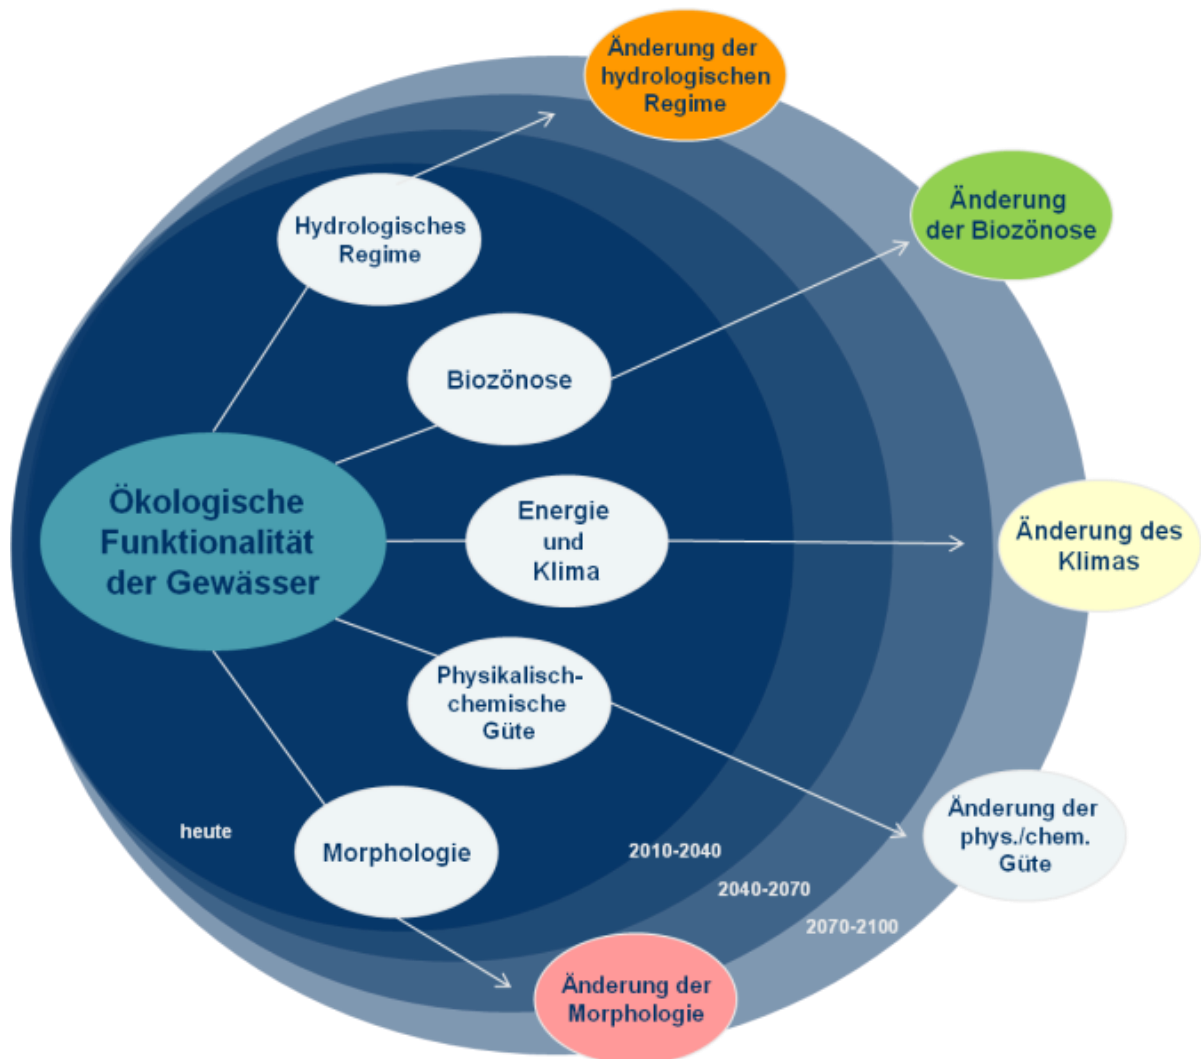 Änderung der
hydrologischen
Regime
Änderung
der Biozönose
Hydrologisches
Regime
Biozönose
Ökologische
Funktionalität
der Gewässer
Energie
und
Klima
Änderung des
Klimas
Physikalisch-
chemische
Güte
Änderung der
phys./chem.
Güte
heute
Morphologie
2010-2040
2040-2070
2070-2100
Änderung der
Morphologie